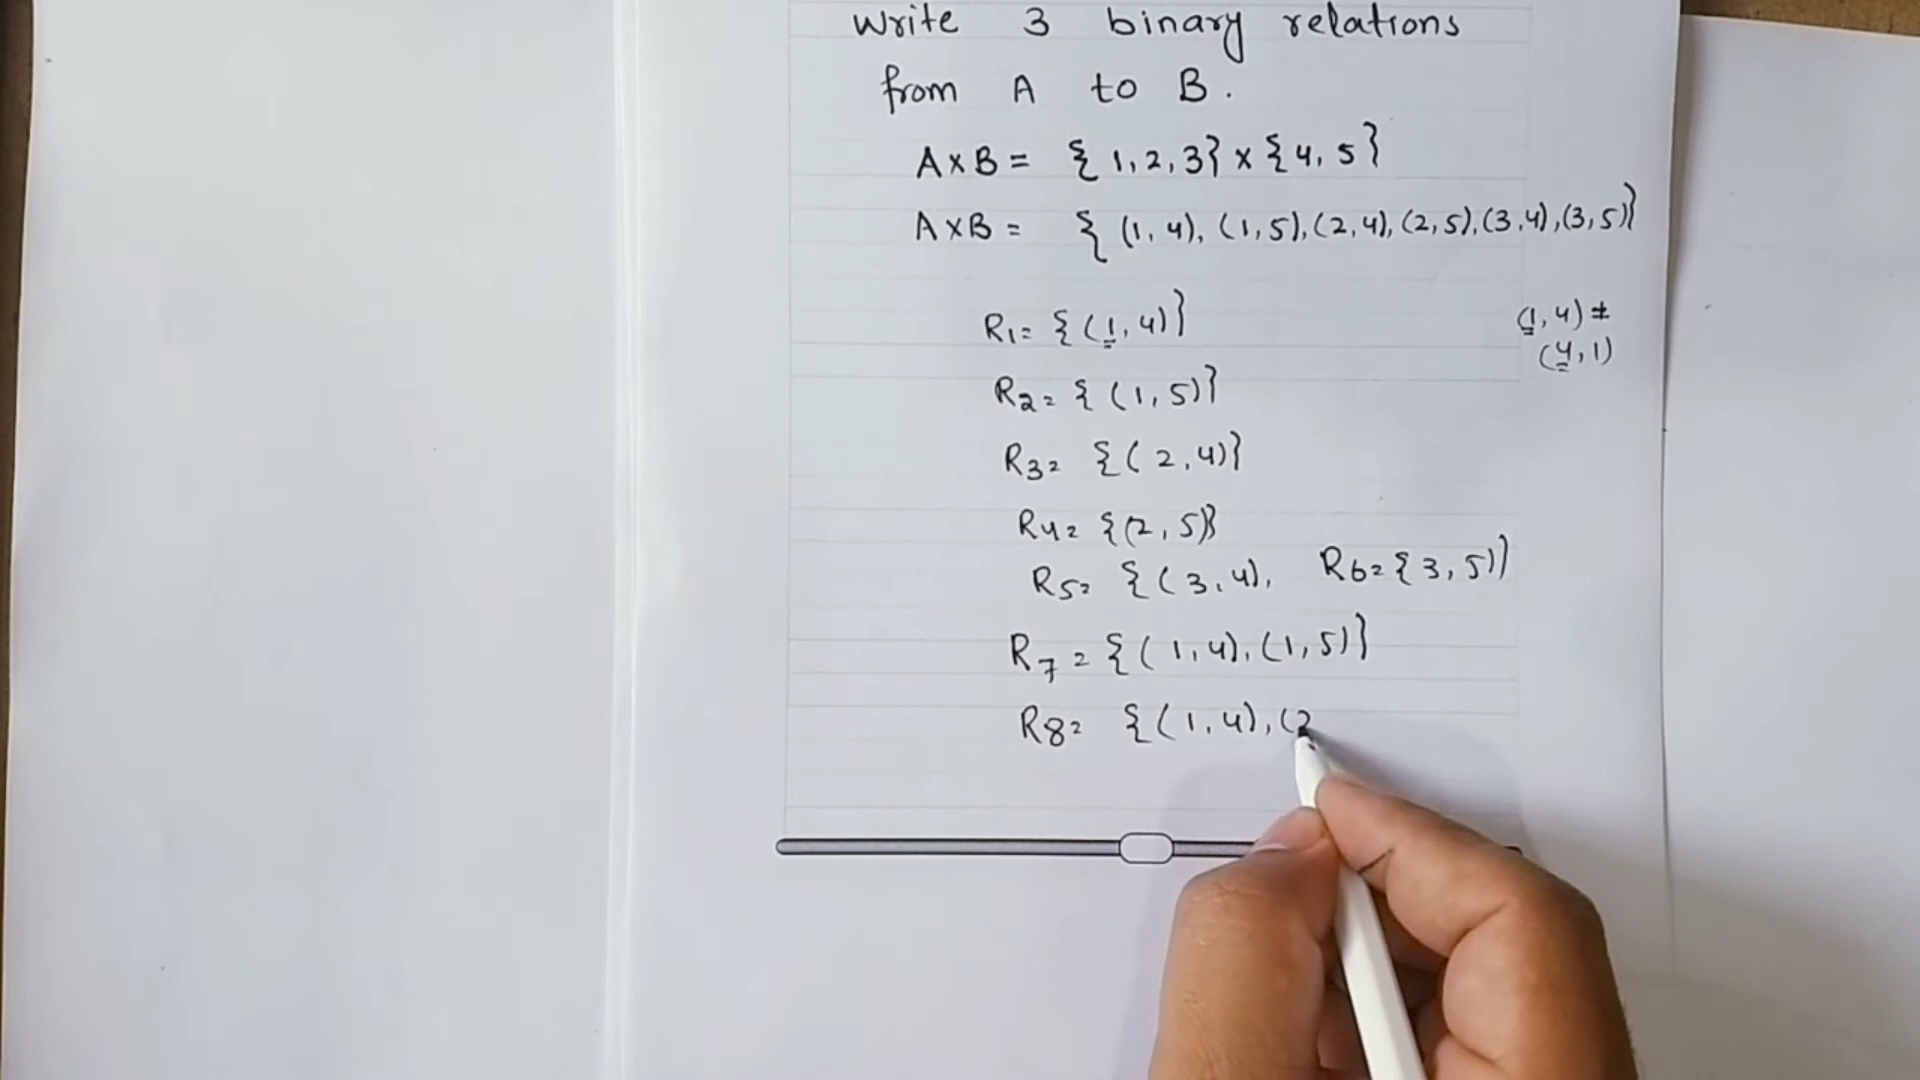 Write 3 binary relations
from A to B.
A×B = { 1, 2, 3} × {4, 5}
A×B = { (1, 4), (1, 5), (2, 4), (2, 5), (3, 4), (3, 5)}
R1= {(1, 4)}
(1, 4) ≠
(4, 1)
R2= { (1, 5)}
R3= {( 2, 4)}
R4= {(2, 5)}
R5= {( 3, 4), R6= { 3, 5)}
R7 = {( 1, 4), (1, 5)}
R8= {( 1, 4), (2